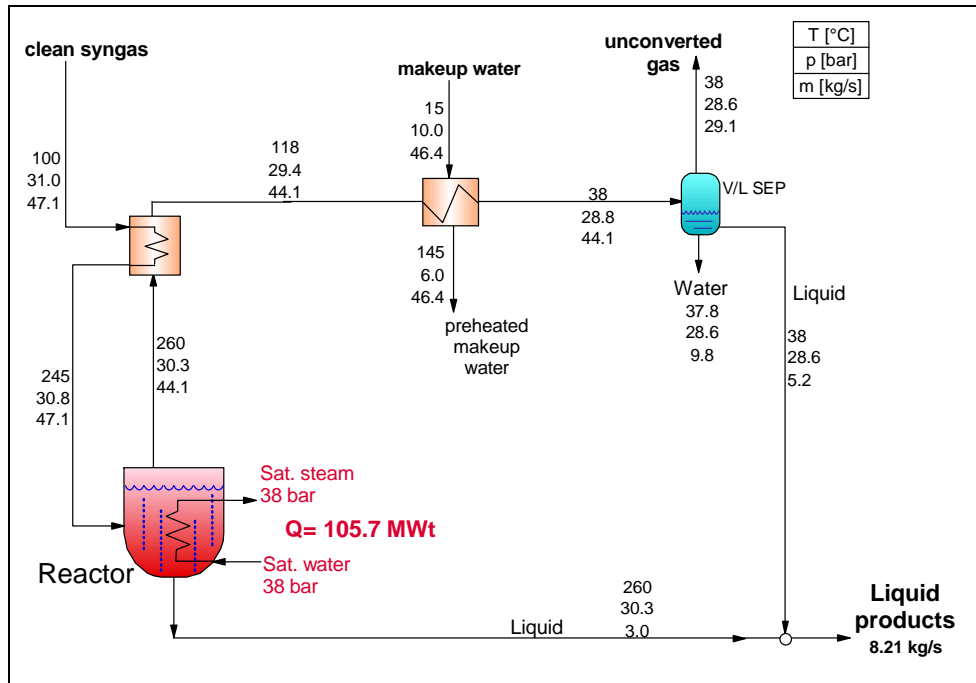 clean syngas
makeup water
unconverted
gas
T [°C]
p [bar]
m [kg/s]
38
28.6
29.1
15
10.0
46.4
100
31.0
47.1
118
29.4
44.1
V/L SEP
38
28.8
44.1
145
6.0
46.4
preheated
makeup
water
Water
37.8
28.6
9.8
Liquid
38
28.6
5.2
260
30.3
44.1
245
30.8
47.1
Sat. steam
38 bar
Q= 105.7 MWt
Sat. water
38 bar
Reactor
260
30.3
3.0
Liquid
Liquid
products
8.21 kg/s